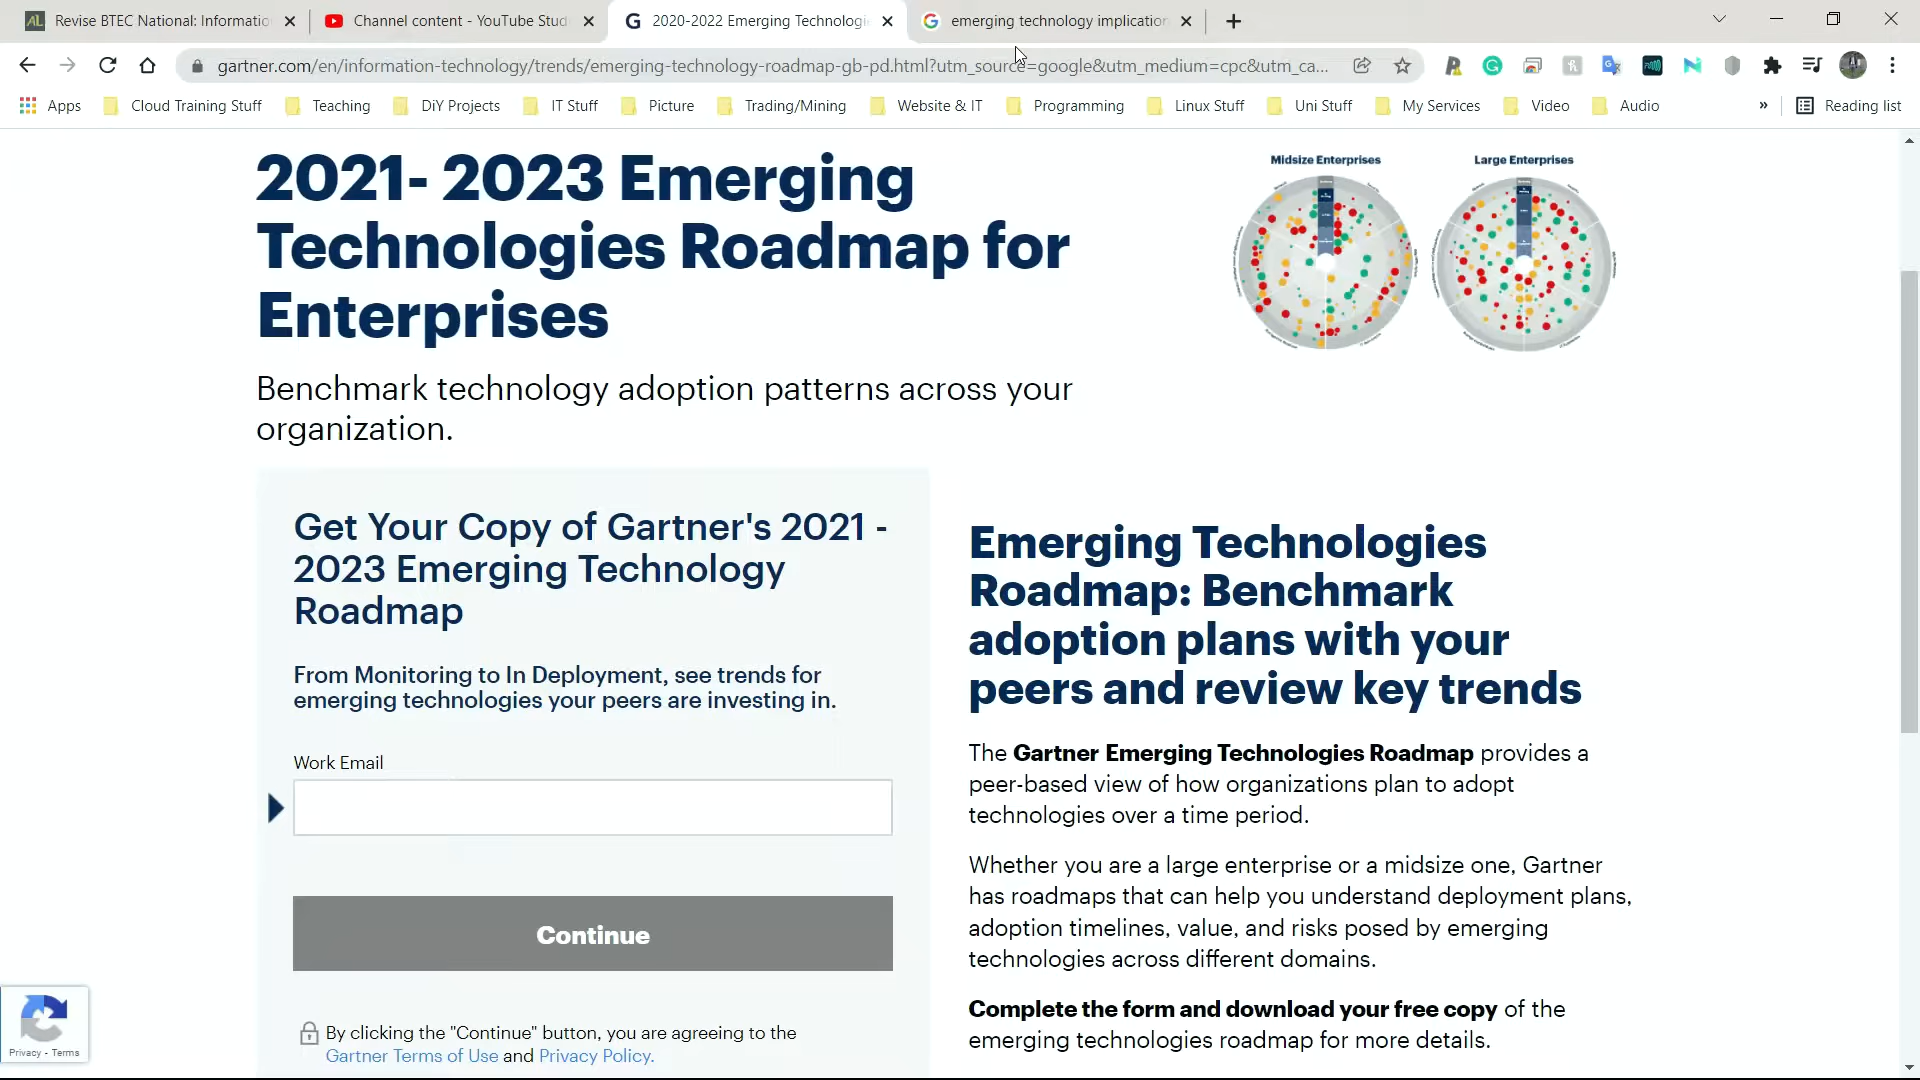 Revise BTEC National: Informatio
Channel content - YouTube Stud
2020-2022 Emerging Technologi
emerging technology implication
gartner.com/en/information-technology/trends/emerging-technology-roadmap-gb-pd.html?utm_source=google&utm_medium=cpc&utm_ca...
Apps
Cloud Training Stuff
Teaching
DiY Projects
IT Stuff
Picture
Trading/Mining
Website & IT
Programming
Linux Stuff
Uni Stuff
My Services
Video
Audio
»
Reading list
2021- 2023 Emerging
Technologies Roadmap for
Enterprises
Midsize Enterprises
Large Enterprises
Benchmark technology adoption patterns across your
organization.
Get Your Copy of Gartner's 2021 -
2023 Emerging Technology
Roadmap
From Monitoring to In Deployment, see trends for
emerging technologies your peers are investing in.
Work Email
Continue
By clicking the "Continue" button, you are agreeing to the
Gartner Terms of Use and Privacy Policy.
Emerging Technologies
Roadmap: Benchmark
adoption plans with your
peers and review key trends
The Gartner Emerging Technologies Roadmap provides a
peer-based view of how organizations plan to adopt
technologies over a time period.
Whether you are a large enterprise or a midsize one, Gartner
has roadmaps that can help you understand deployment plans,
adoption timelines, value, and risks posed by emerging
technologies across different domains.
Complete the form and download your free copy of the
emerging technologies roadmap for more details.
Privacy - Terms